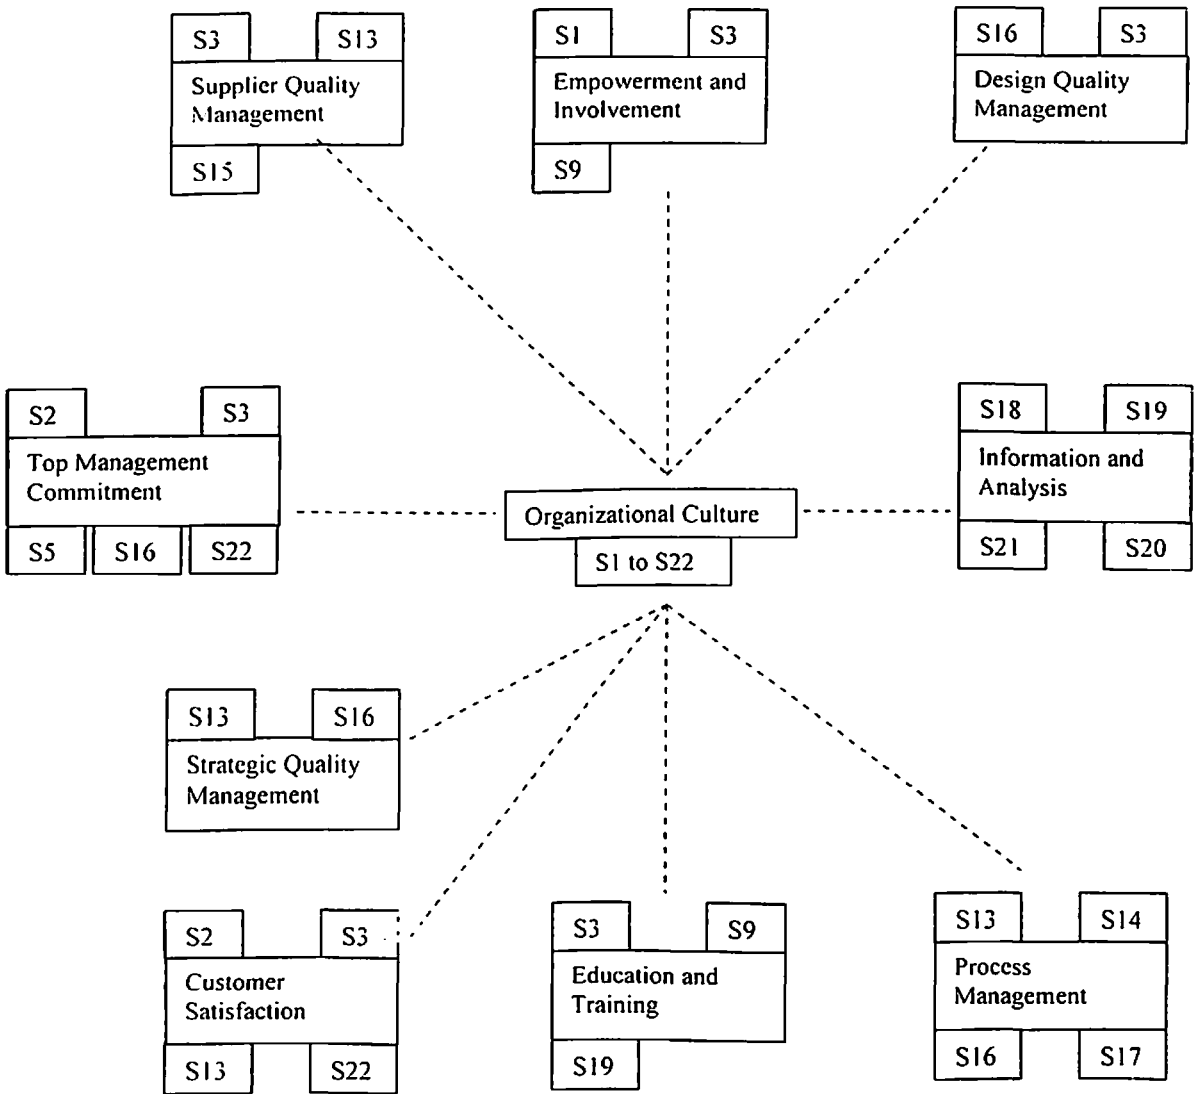 S3 S13
Supplier Quality
Management
S15
S1 S3
Empowerment and
Involvement
S9
S16 S3
Design Quality
Management
S2 S3
Top Management
Commitment
S5 S16 S22
Organizational Culture
S1 to S22
S18 S19
Information and
Analysis
S21 S20
S13 S16
Strategic Quality
Management
S2 S3
Customer
Satisfaction
S13 S22
S3 S9
Education and
Training
S19
S13 S14
Process
Management
S16 S17